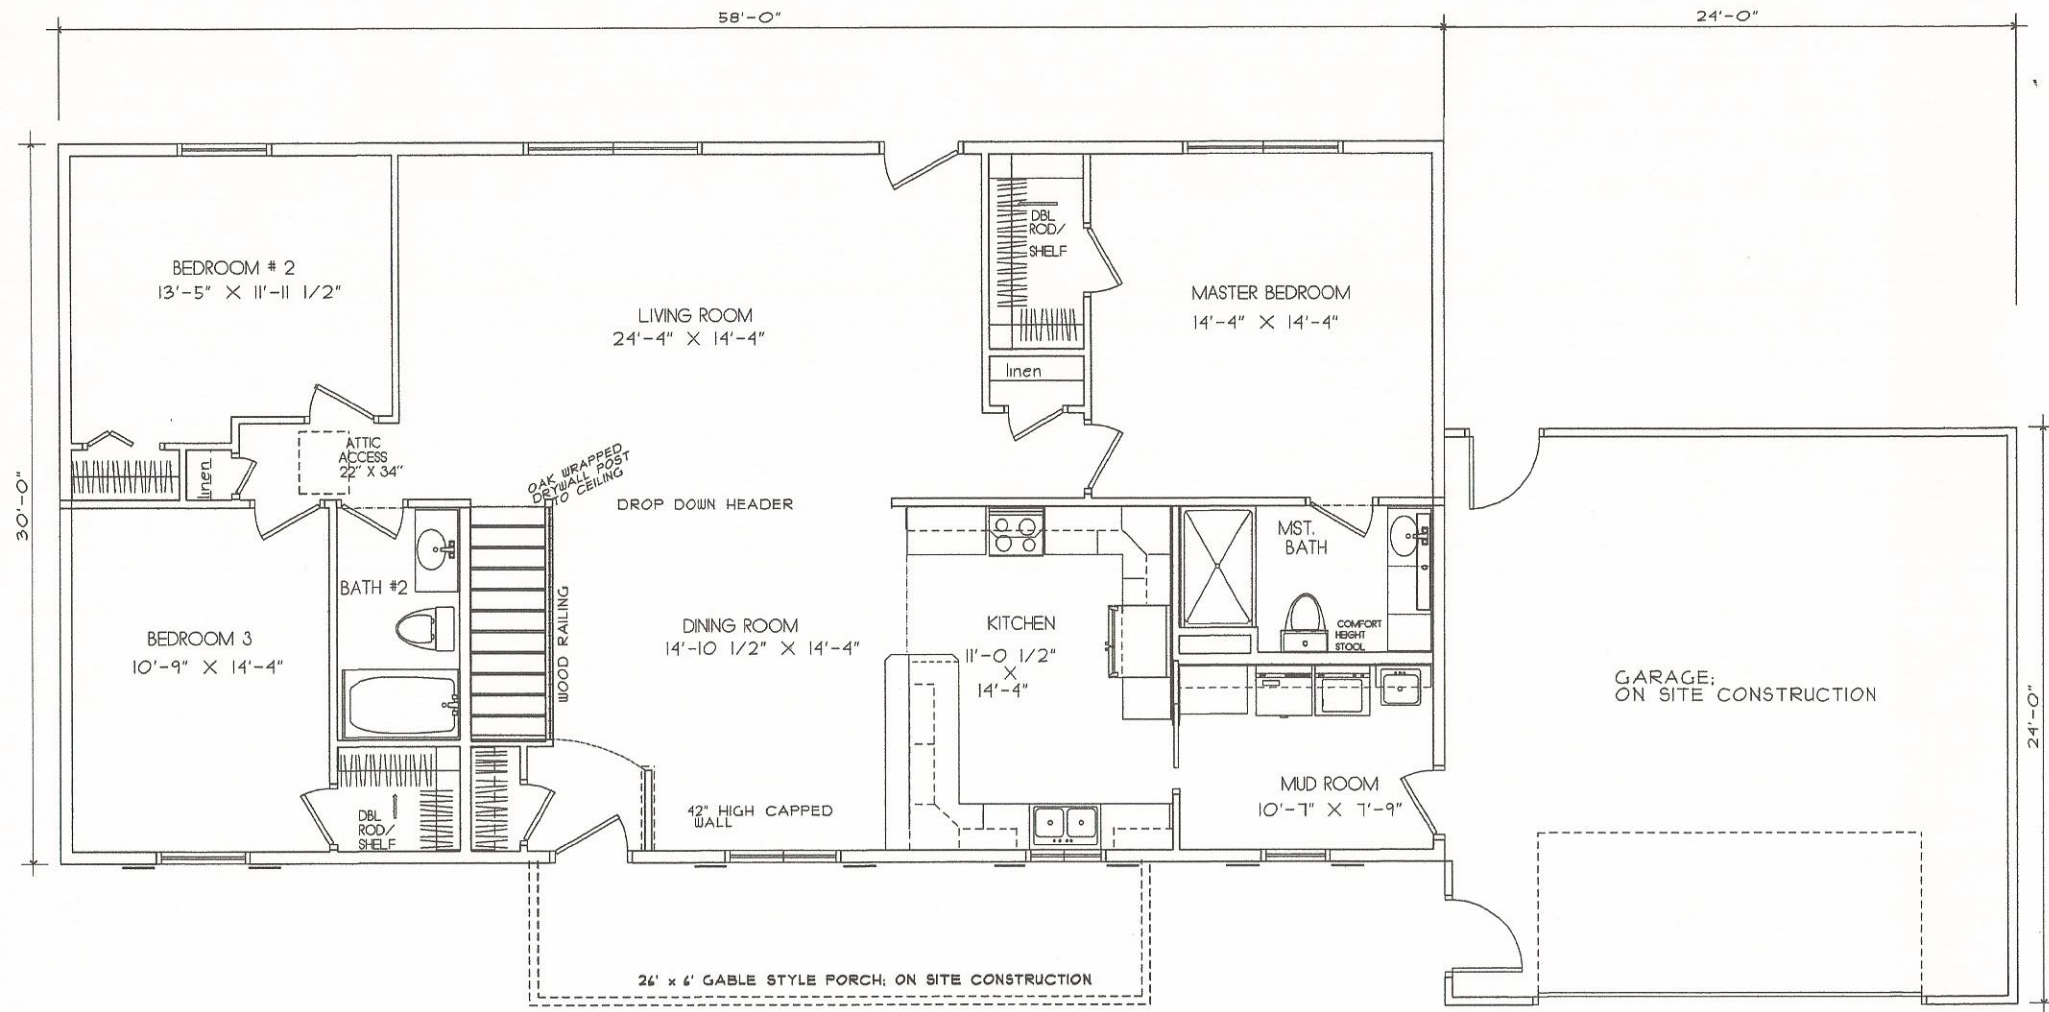 58'-0"
24'-0"
BEDROOM # 2
13'-5" X 11'-11 1/2"
LIVING ROOM
24'-4" X 14'-4"
DBL
ROD/
SHELF
linen
MASTER BEDROOM
14'-4" X 14'-4"
linen
ATTIC
ACCESS
22" X 34"
OAK WRAPPED
DRYWALL POST
TO CEILING
DROP DOWN HEADER
30'-0"
BEDROOM 3
10'-9" X 14'-4"
BATH #2
WOOD RAILING
DINING ROOM
14'-10 1/2" X 14'-4"
KITCHEN
11'-0 1/2"
X
14'-4"
MST.
BATH
COMFORT
HEIGHT
STOOL
GARAGE;
ON SITE CONSTRUCTION
24'-0"
DBL
ROD/
SHELF
42" HIGH CAPPED
WALL
MUD ROOM
10'-7" X 7'-9"
26' x 6' GABLE STYLE PORCH; ON SITE CONSTRUCTION